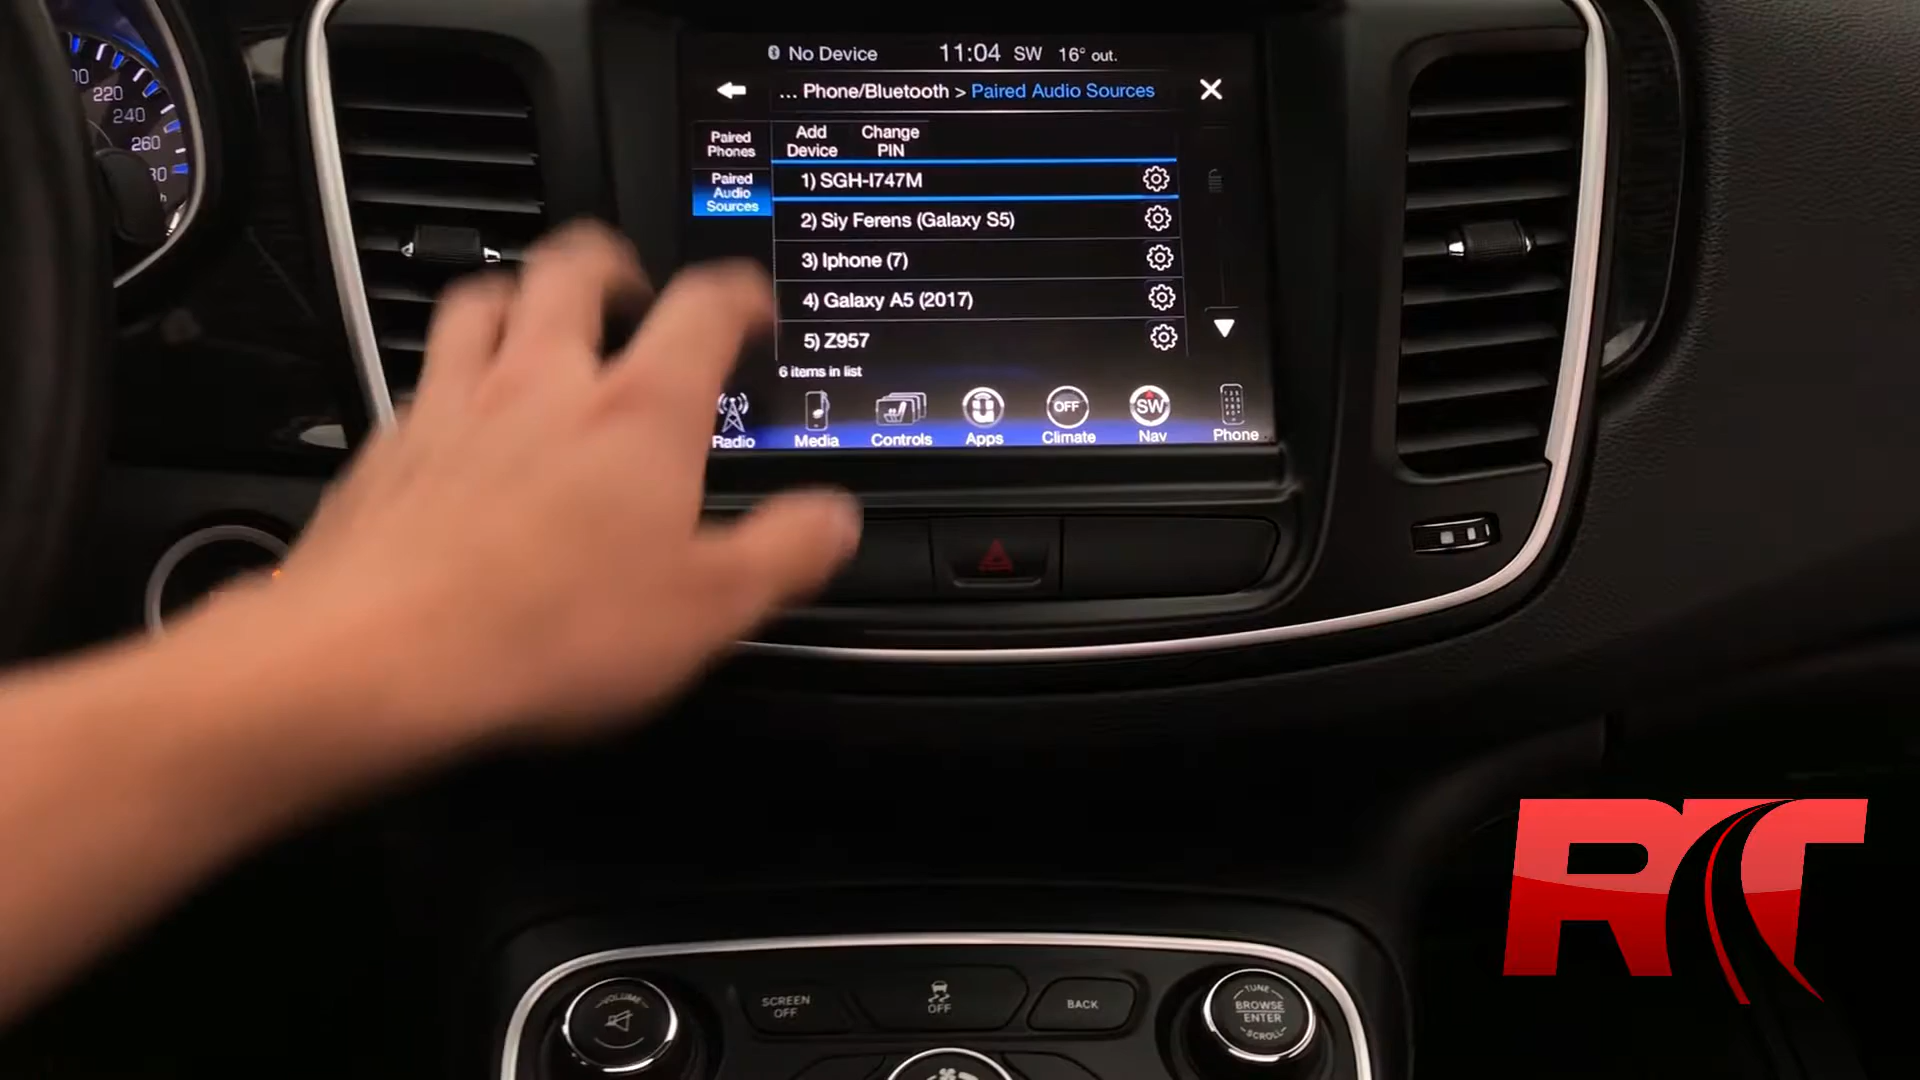 No Device 11:04 SW 16° out.
... Phone/Bluetooth > Paired Audio Sources
Paired
Phones
Add
Device
Change
PIN
Paired
Audio
Sources
1) SGH-I747M
2) Siy Ferens (Galaxy S5)
3) Iphone (7)
4) Galaxy A5 (2017)
5) Z957
6 items in list
OFF
SW
Radio Media Controls Apps Climate Nav Phone
220
240
260
VOLUME
SCREEN
OFF
OFF
BACK
TUNE
BROWSE
ENTER
SCROLL
RT